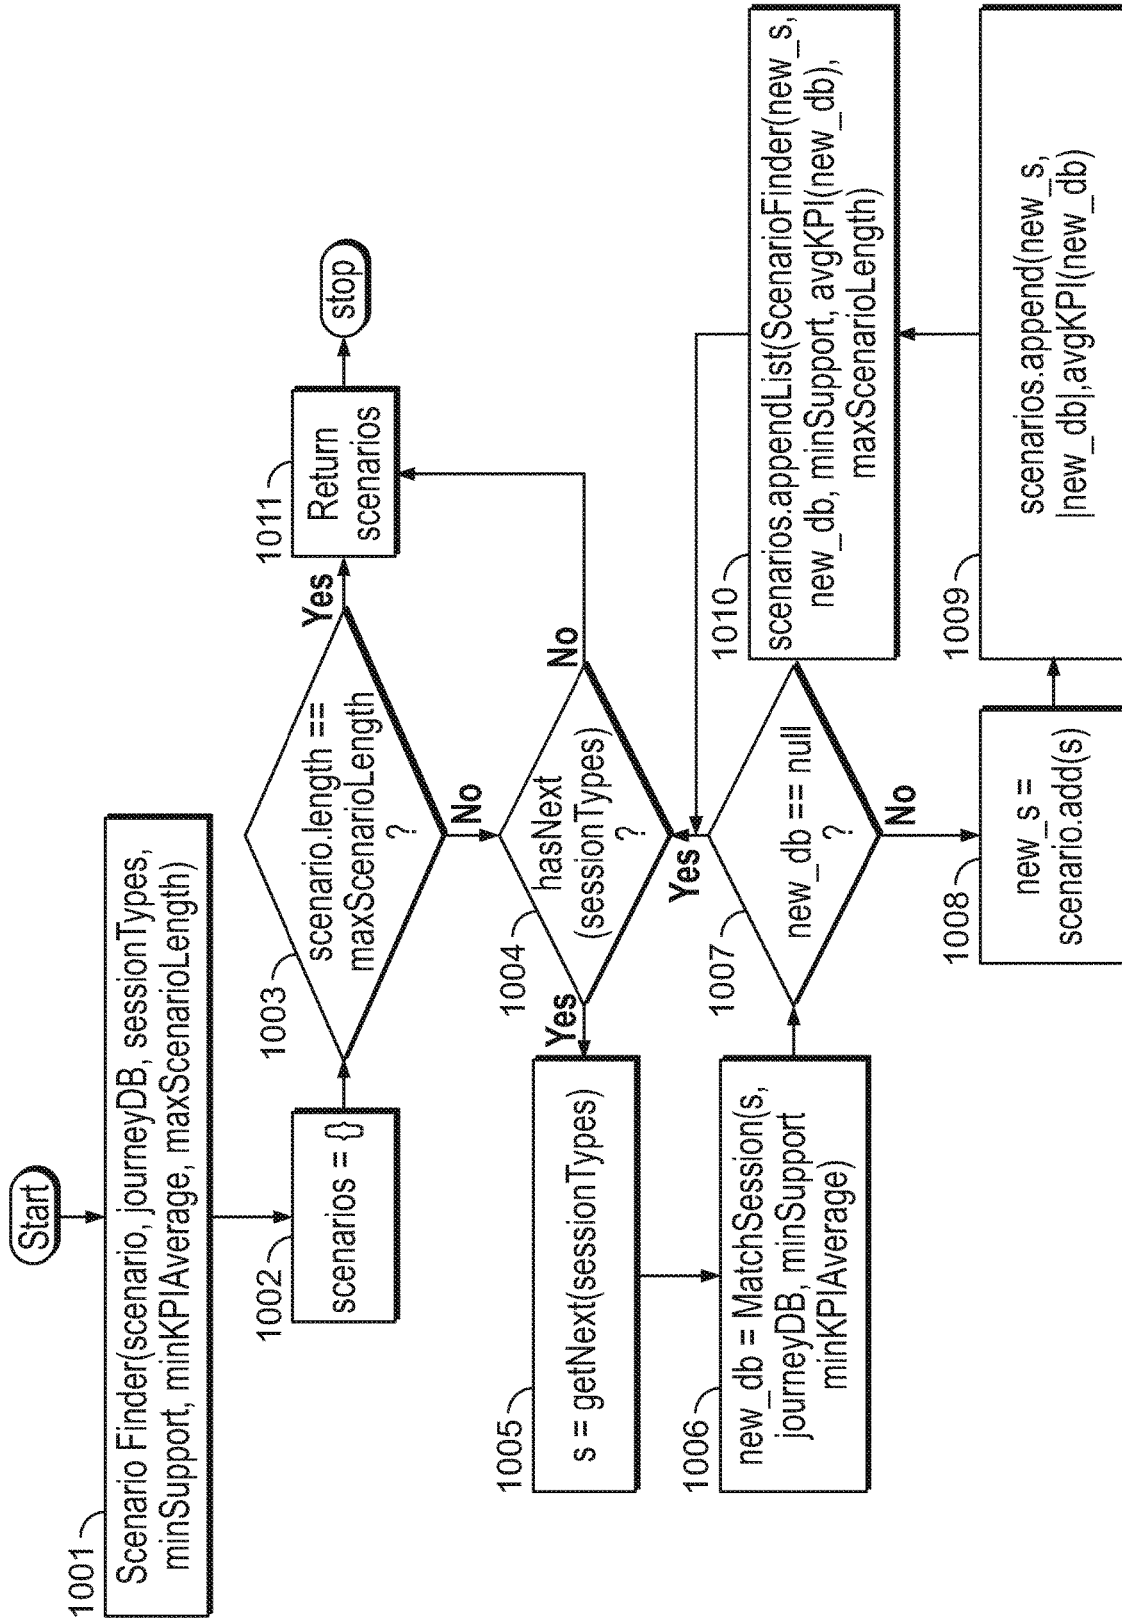 Start
1001
Scenario Finder(scenario, journeyDB, sessionTypes,
minSupport, minKPIAverage, maxScenarioLength)
1002
scenarios = {}
1003
scenario.length ==
maxScenarioLength
?
Yes
No
1011
Return
scenarios
stop
1004
hasNext
(sessionTypes)
?
Yes
No
1005
s = getNext(sessionTypes)
1006
new_db = MatchSession(s,
journeyDB, minSupport
minKPIAverage)
1007
new_db == null
?
Yes
No
1008
new_s =
scenario.add(s)
1009
scenarios.append(new_s,
|new_db|,avgKPI(new_db)
1010
scenarios.appendList(ScenarioFinder(new_s,
new_db, minSupport, avgKPI(new_db),
maxScenarioLength)